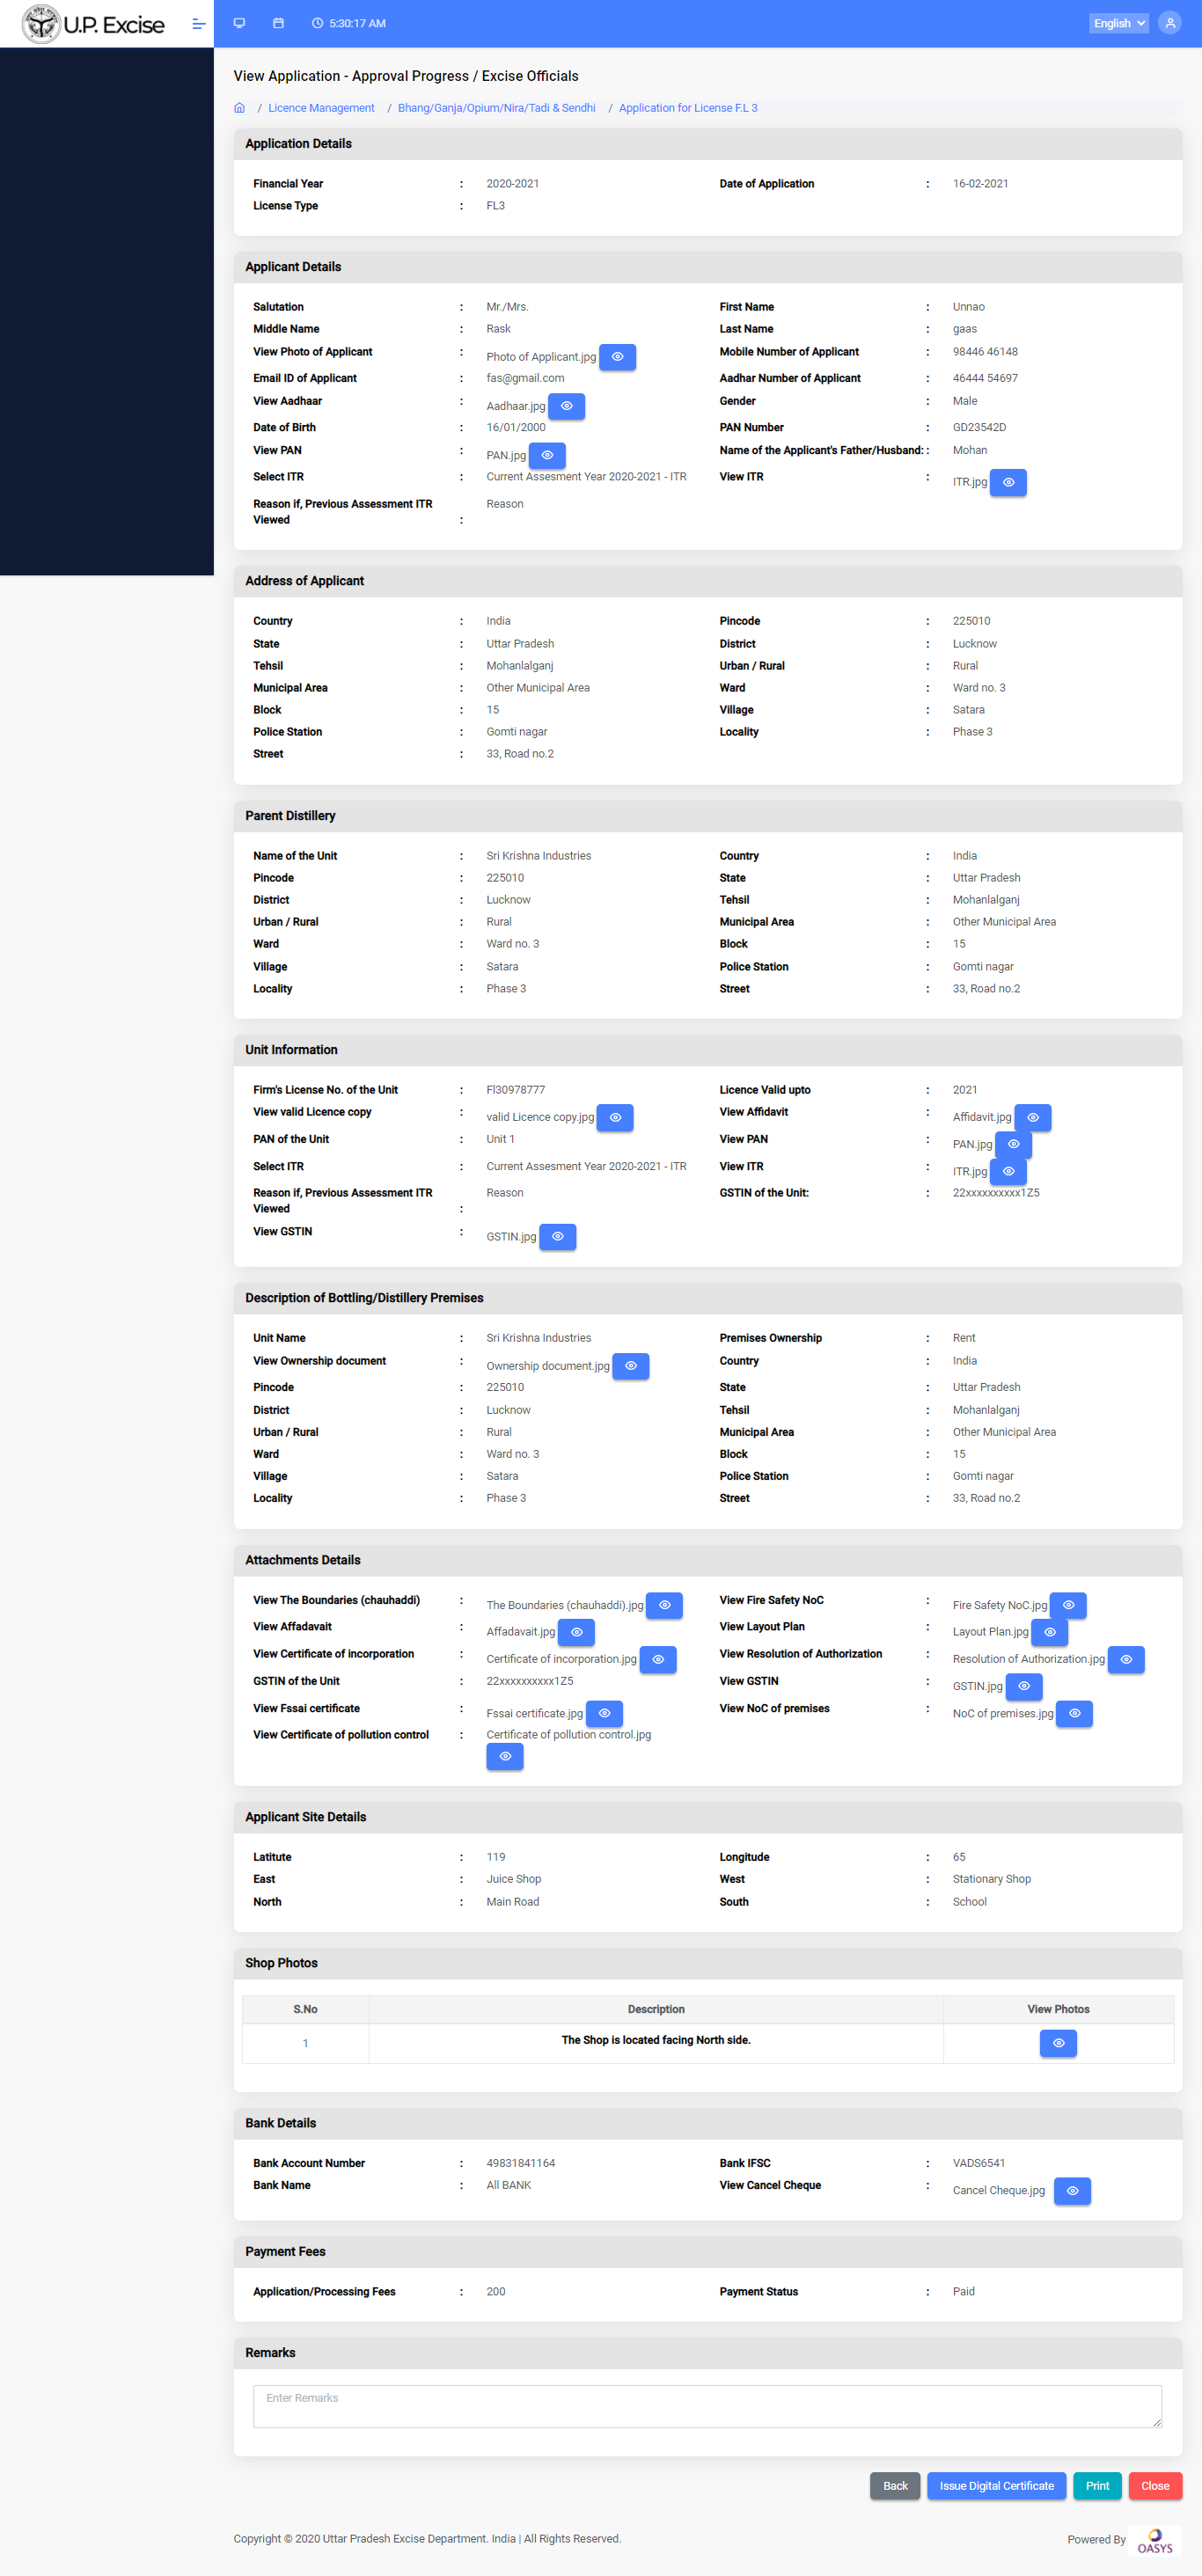 U.P. Excise
5:30:17 AM
English
View Application - Approval Progress / Excise Officials
/ Licence Management / Bhang/Ganja/Opium/Nira/Tadi & Sendhi / Application for License F.L 3
Application Details
Financial Year : 2020-2021 Date of Application : 16-02-2021
License Type : FL3
Applicant Details
Salutation : Mr./Mrs. First Name : Unnao
Middle Name : Rask Last Name : gaas
View Photo of Applicant : Photo of Applicant.jpg Mobile Number of Applicant : 98446 46148
Email ID of Applicant : fas@gmail.com Aadhar Number of Applicant : 46444 54697
View Aadhaar : Aadhaar.jpg Gender : Male
Date of Birth : 16/01/2000 PAN Number : GD23542D
View PAN : PAN.jpg Name of the Applicant's Father/Husband: : Mohan
Select ITR : Current Assesment Year 2020-2021 - ITR View ITR : ITR.jpg
Reason if, Previous Assessment ITR Reason
Viewed :
Address of Applicant
Country : India Pincode : 225010
State : Uttar Pradesh District : Lucknow
Tehsil : Mohanlalganj Urban / Rural : Rural
Municipal Area : Other Municipal Area Ward : Ward no. 3
Block : 15 Village : Satara
Police Station : Gomti nagar Locality : Phase 3
Street : 33, Road no.2
Parent Distillery
Name of the Unit : Sri Krishna Industries Country : India
Pincode : 225010 State : Uttar Pradesh
District : Lucknow Tehsil : Mohanlalganj
Urban / Rural : Rural Municipal Area : Other Municipal Area
Ward : Ward no. 3 Block : 15
Village : Satara Police Station : Gomti nagar
Locality : Phase 3 Street : 33, Road no.2
Unit Information
Firm's License No. of the Unit : Fl30978777 Licence Valid upto : 2021
View valid Licence copy : valid Licence copy.jpg View Affidavit : Affidavit.jpg
PAN of the Unit : Unit 1 View PAN : PAN.jpg
Select ITR : Current Assesment Year 2020-2021 - ITR View ITR : ITR.jpg
Reason if, Previous Assessment ITR Reason GSTIN of the Unit: : 22xxxxxxxxxx1Z5
Viewed :
View GSTIN : GSTIN.jpg
Description of Bottling/Distillery Premises
Unit Name : Sri Krishna Industries Premises Ownership : Rent
View Ownership document : Ownership document.jpg Country : India
Pincode : 225010 State : Uttar Pradesh
District : Lucknow Tehsil : Mohanlalganj
Urban / Rural : Rural Municipal Area : Other Municipal Area
Ward : Ward no. 3 Block : 15
Village : Satara Police Station : Gomti nagar
Locality : Phase 3 Street : 33, Road no.2
Attachments Details
View The Boundaries (chauhaddi) : The Boundaries (chauhaddi).jpg View Fire Safety NoC : Fire Safety NoC.jpg
View Affadavait : Affadavait.jpg View Layout Plan : Layout Plan.jpg
View Certificate of incorporation : Certificate of incorporation.jpg View Resolution of Authorization : Resolution of Authorization.jpg
GSTIN of the Unit : 22xxxxxxxxxx1Z5 View GSTIN : GSTIN.jpg
View Fssai certificate : Fssai certificate.jpg View NoC of premises : NoC of premises.jpg
View Certificate of pollution control : Certificate of pollution control.jpg
Applicant Site Details
Latitute : 119 Longitude : 65
East : Juice Shop West : Stationary Shop
North : Main Road South : School
Shop Photos
S.No Description View Photos
1 The Shop is located facing North side.
Bank Details
Bank Account Number : 49831841164 Bank IFSC : VADS6541
Bank Name : All BANK View Cancel Cheque : Cancel Cheque.jpg
Payment Fees
Application/Processing Fees : 200 Payment Status : Paid
Remarks
Enter Remarks
Back Issue Digital Certificate Print Close
Copyright © 2020 Uttar Pradesh Excise Department. India | All Rights Reserved. Powered By OASYS